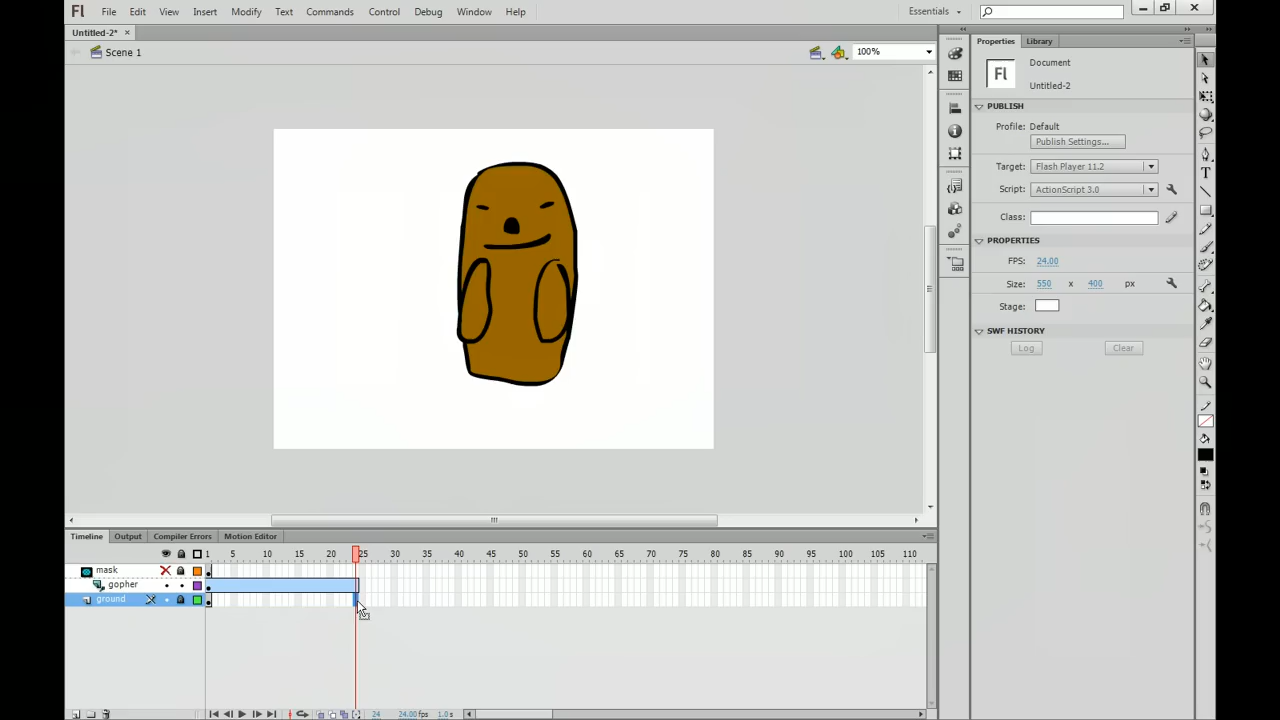 Fl File Edit View Insert Modify Text Commands Control Debug Window Help Essentials
Untitled-2* ×
Scene 1 100%
Properties Library
Fl Document
Untitled-2
PUBLISH
Profile: Default
Publish Settings...
Target: Flash Player 11.2
Script: ActionScript 3.0
Class:
PROPERTIES
FPS: 24.00
Size: 550 x 400 px
Stage:
SWF HISTORY
Log Clear
T
Timeline Output Compiler Errors Motion Editor
1 5 10 15 20 25 30 35 40 45 50 55 60 65 70 75 80 85 90 95 100 105 110
mask
gopher
ground
24 24.00fps 1.0s